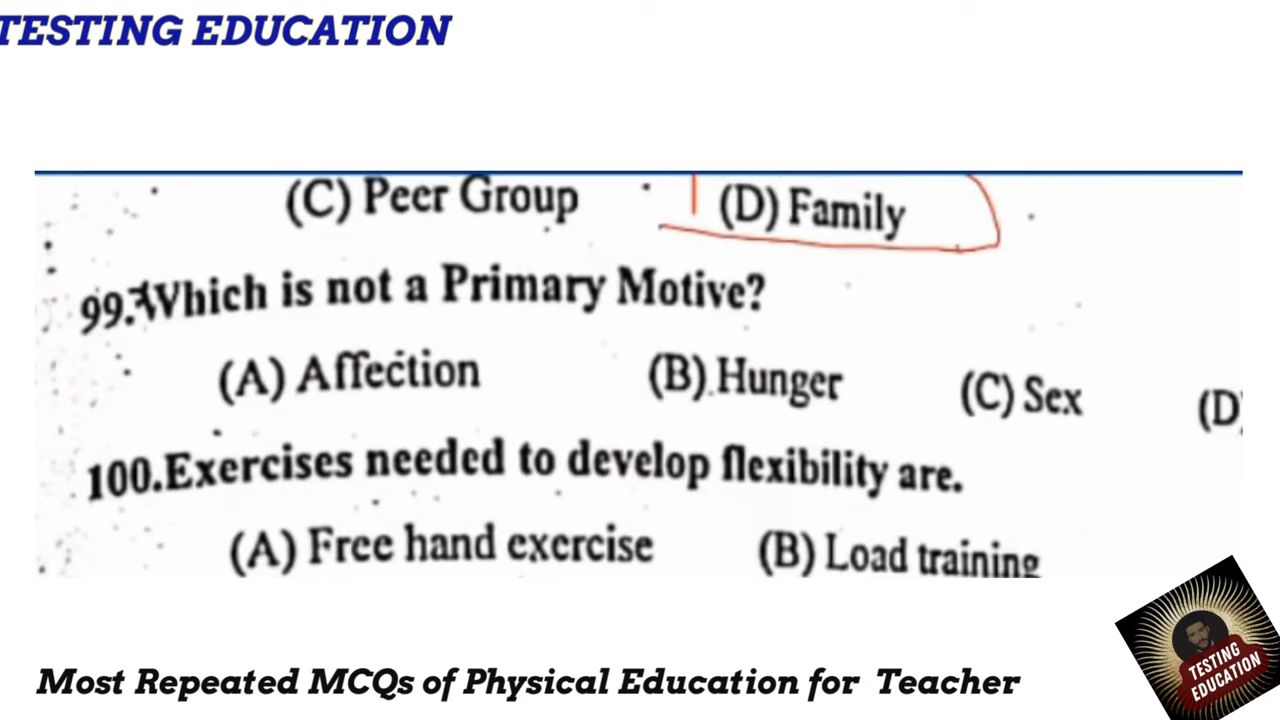 TESTING EDUCATION
(C) Peer Group (D) Family
99. Which is not a Primary Motive?
(A) Affection (B) Hunger (C) Sex (D)
100.Exercises needed to develop flexibility are.
(A) Free hand exercise (B) Load training
Most Repeated MCQs of Physical Education for Teacher
TESTING
EDUCATION